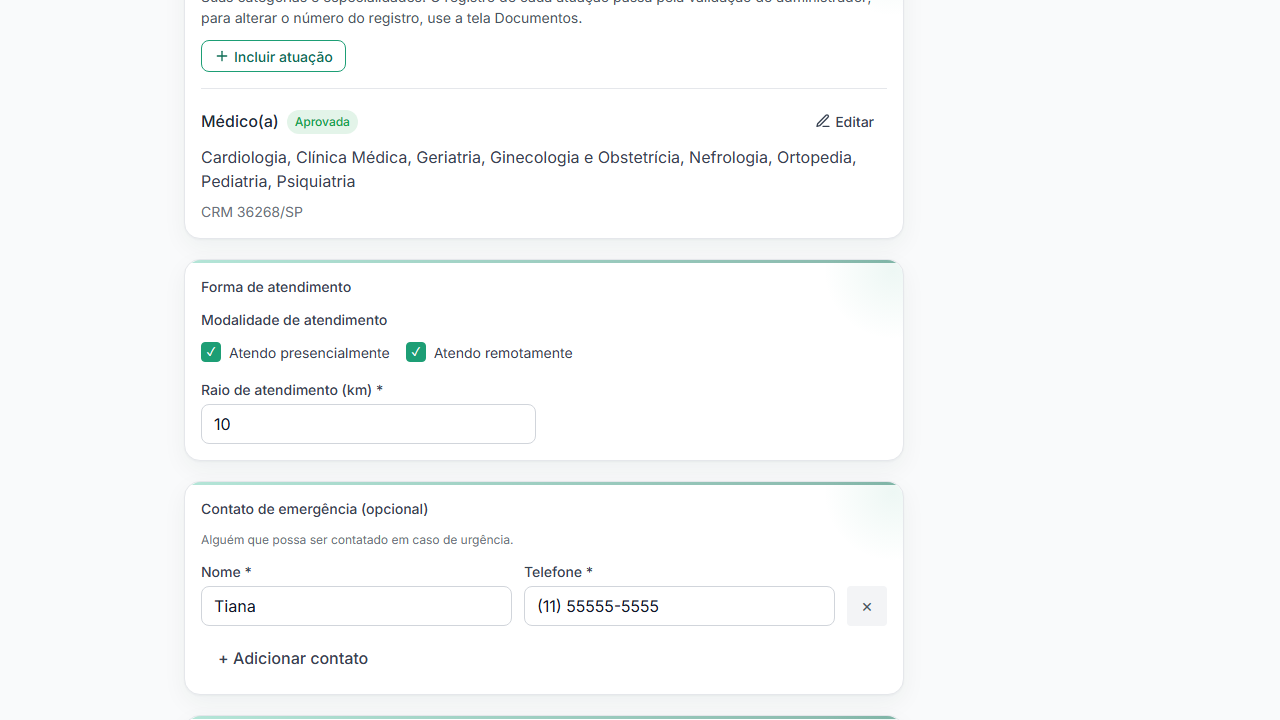 para alterar o número do registro, use a tela Documentos.
+ Incluir atuação
Médico(a) Aprovada Editar
Cardiologia, Clínica Médica, Geriatria, Ginecologia e Obstetrícia, Nefrologia, Ortopedia,
Pediatria, Psiquiatria
CRM 36268/SP
Forma de atendimento
Modalidade de atendimento
Atendo presencialmente Atendo remotamente
Raio de atendimento (km) *
10
Contato de emergência (opcional)
Alguém que possa ser contatado em caso de urgência.
Nome * Telefone *
Tiana (11) 55555-5555 ×
+ Adicionar contato